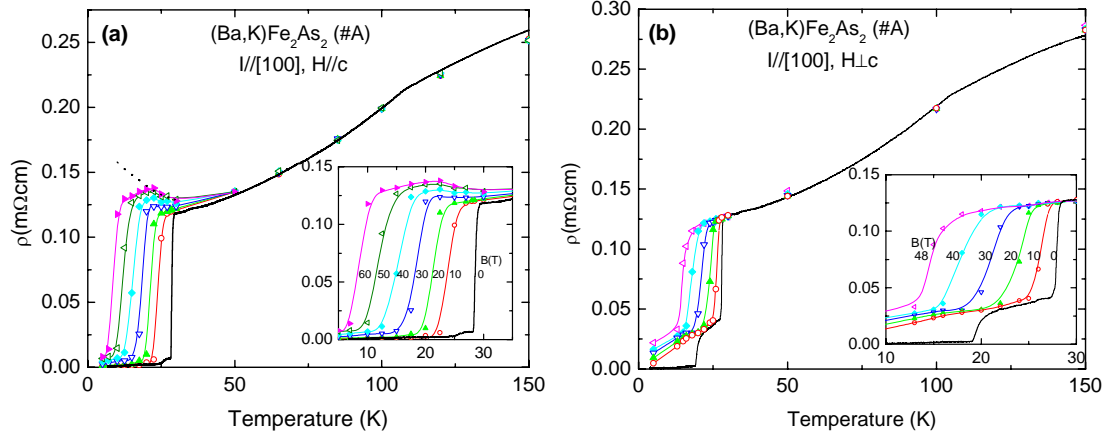 (a)
(Ba,K)Fe2As2 (#A)
I//[100], H//c
ρ(mΩcm)
0.25
0.20
0.15
0.10
0.05
0.00
0 50 100 150
Temperature (K)
0.15
0.10
0.05
0.00
10 20 30
60 50 40 30 20 10 0
B(T)
(b)
(Ba,K)Fe2As2 (#A)
I//[100], H⊥c
ρ(mΩcm)
0.30
0.25
0.20
0.15
0.10
0.05
0.00
0 25 50 75 100 125 150
Temperature (K)
0.15
0.10
0.05
0.00
10 20 30
B(T)
48 40 30 20 10 0